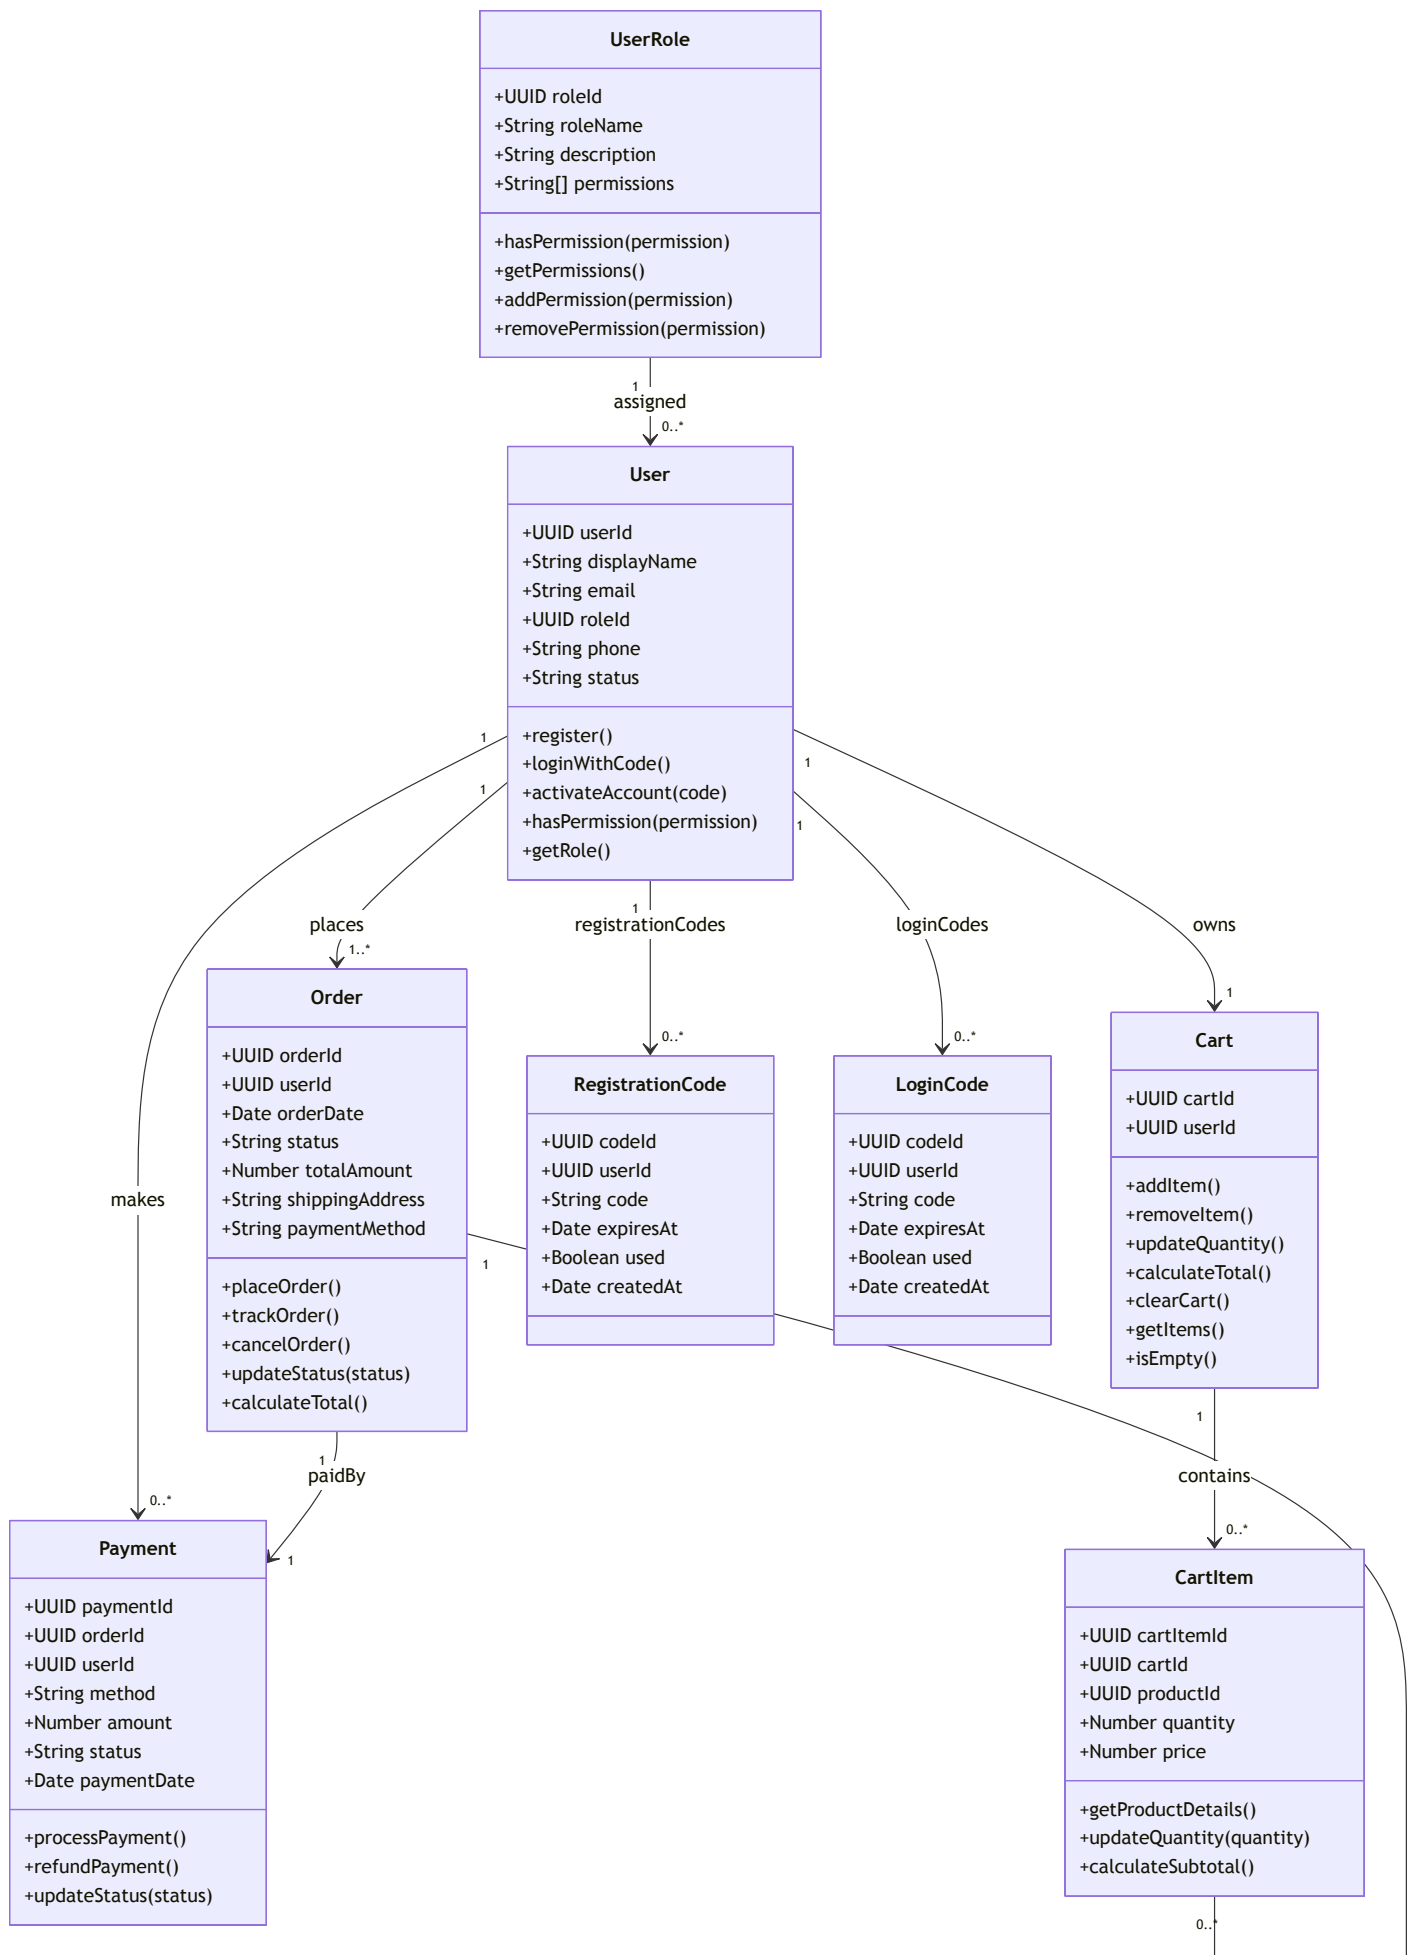 UserRole
+UUID roleId
+String roleName
+String description
+String[] permissions
+hasPermission(permission)
+getPermissions()
+addPermission(permission)
+removePermission(permission)
1
assigned
0..*
User
+UUID userId
+String displayName
+String email
+UUID roleId
+String phone
+String status
+register()
+loginWithCode()
+activateAccount(code)
+hasPermission(permission)
+getRole()
1
1
1
1
1
places
registrationCodes
loginCodes
owns
1..*
0..*
0..*
1
makes
Order
+UUID orderId
+UUID userId
+Date orderDate
+String status
+Number totalAmount
+String shippingAddress
+String paymentMethod
+placeOrder()
+trackOrder()
+cancelOrder()
+updateStatus(status)
+calculateTotal()
1
RegistrationCode
+UUID codeId
+UUID userId
+String code
+Date expiresAt
+Boolean used
+Date createdAt
LoginCode
+UUID codeId
+UUID userId
+String code
+Date expiresAt
+Boolean used
+Date createdAt
Cart
+UUID cartId
+UUID userId
+addItem()
+removeItem()
+updateQuantity()
+calculateTotal()
+clearCart()
+getItems()
+isEmpty()
1
paidBy
1
0..*
1
contains
0..*
Payment
+UUID paymentId
+UUID orderId
+UUID userId
+String method
+Number amount
+String status
+Date paymentDate
+processPayment()
+refundPayment()
+updateStatus(status)
CartItem
+UUID cartItemId
+UUID cartId
+UUID productId
+Number quantity
+Number price
+getProductDetails()
+updateQuantity(quantity)
+calculateSubtotal()
0..*